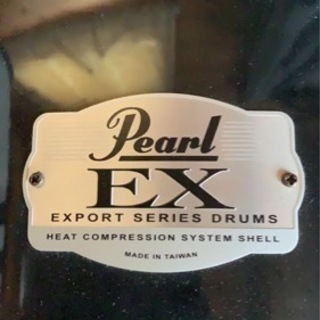 Pearl
EX
EXPORT SERIES DRUMS
HEAT COMPRESSION SYSTEM SHELL
MADE IN TAIWAN